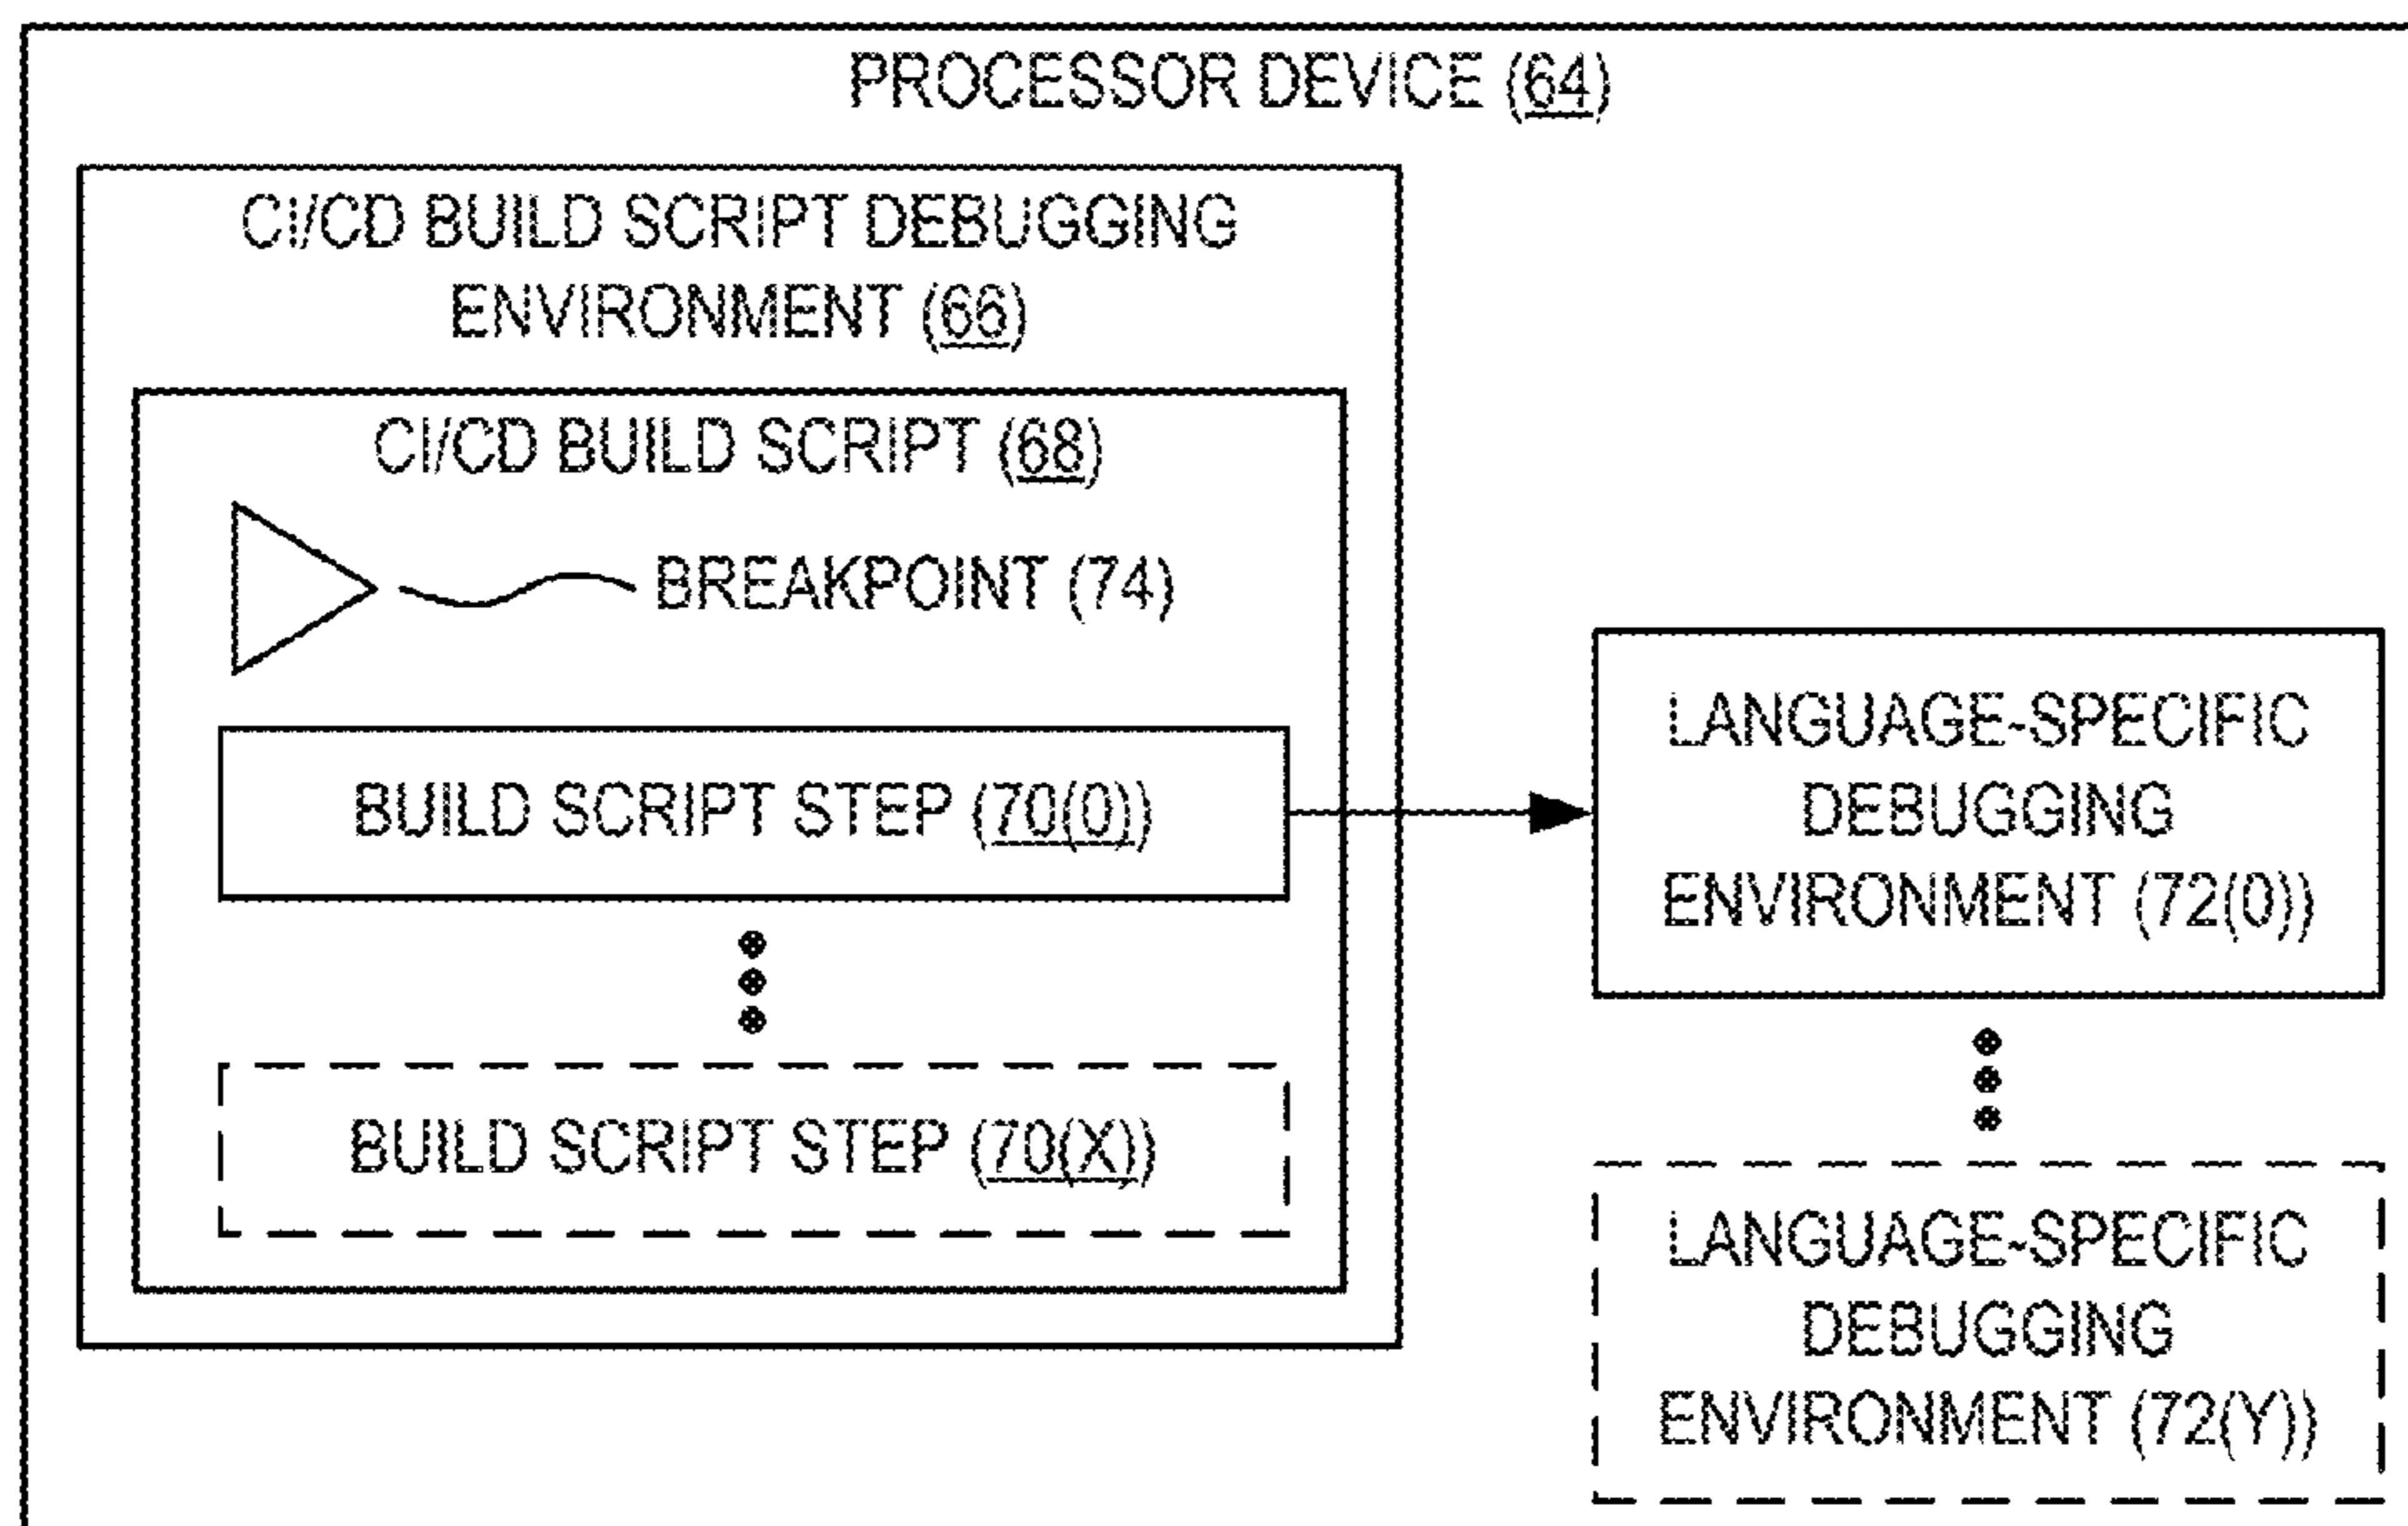 PROCESSOR DEVICE (64)
CI/CD BUILD SCRIPT DEBUGGING
ENVIRONMENT (66)
CI/CD BUILD SCRIPT (68)
BREAKPOINT (74)
BUILD SCRIPT STEP (70(0))
BUILD SCRIPT STEP (70(X))
LANGUAGE-SPECIFIC
DEBUGGING
ENVIRONMENT (72(0))
LANGUAGE-SPECIFIC
DEBUGGING
ENVIRONMENT (72(Y))